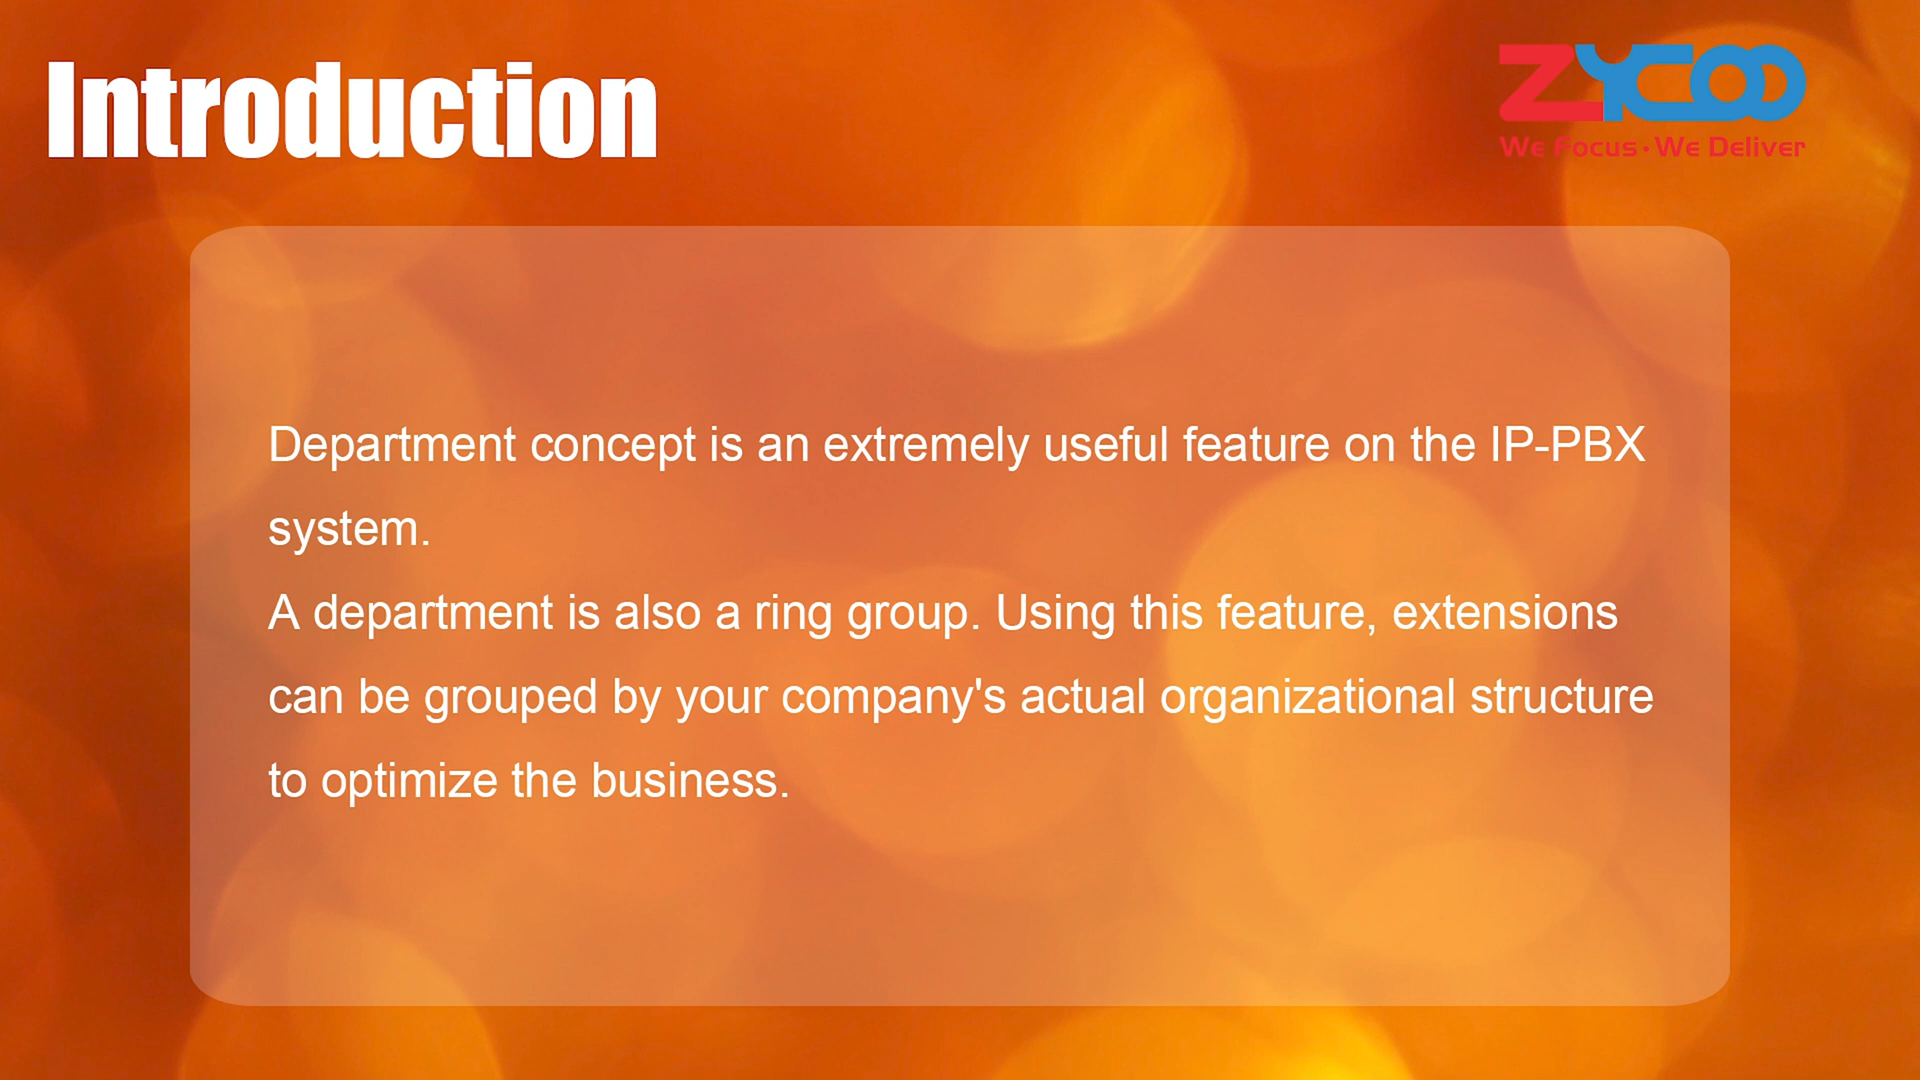 Introduction
ZYCOO
We Focus·We Deliver
Department concept is an extremely useful feature on the IP-PBX
system.
A department is also a ring group. Using this feature, extensions
can be grouped by your company's actual organizational structure
to optimize the business.